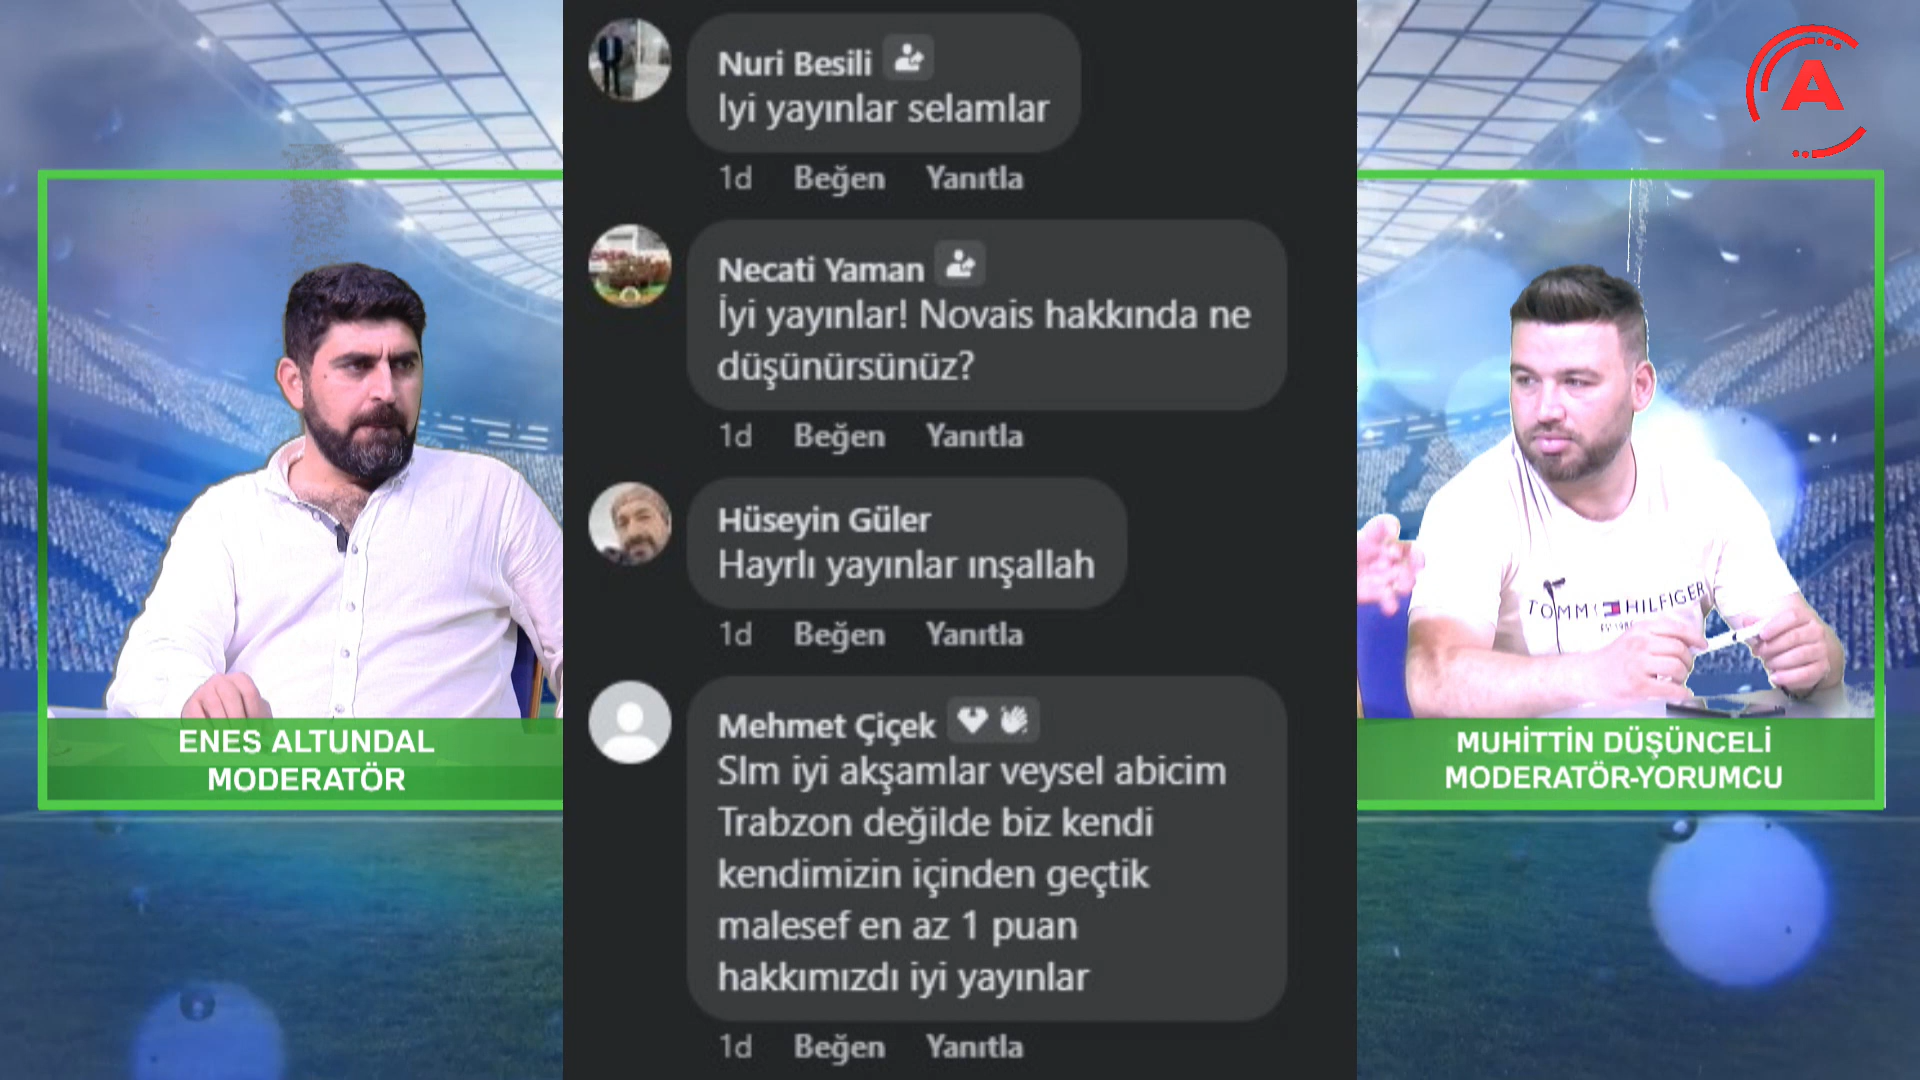 Nuri Besili
Iyi yayınlar selamlar
1d Beğen Yanıtla
Necati Yaman
İyi yayınlar! Novais hakkında ne
düşünürsünüz?
1d Beğen Yanıtla
Hüseyin Güler
Hayrlı yayınlar ınşallah
1d Beğen Yanıtla
Mehmet Çiçek
Slm iyi akşamlar veysel abicim
Trabzon değilde biz kendi
kendimizin içinden geçtik
malesef en az 1 puan
hakkımızdı iyi yayınlar
1d Beğen Yanıtla
ENES ALTUNDAL
MODERATÖR
A
TOMMY HILFIGER
MUHİTTİN DÜŞÜNCELİ
MODERATÖR-YORUMCU